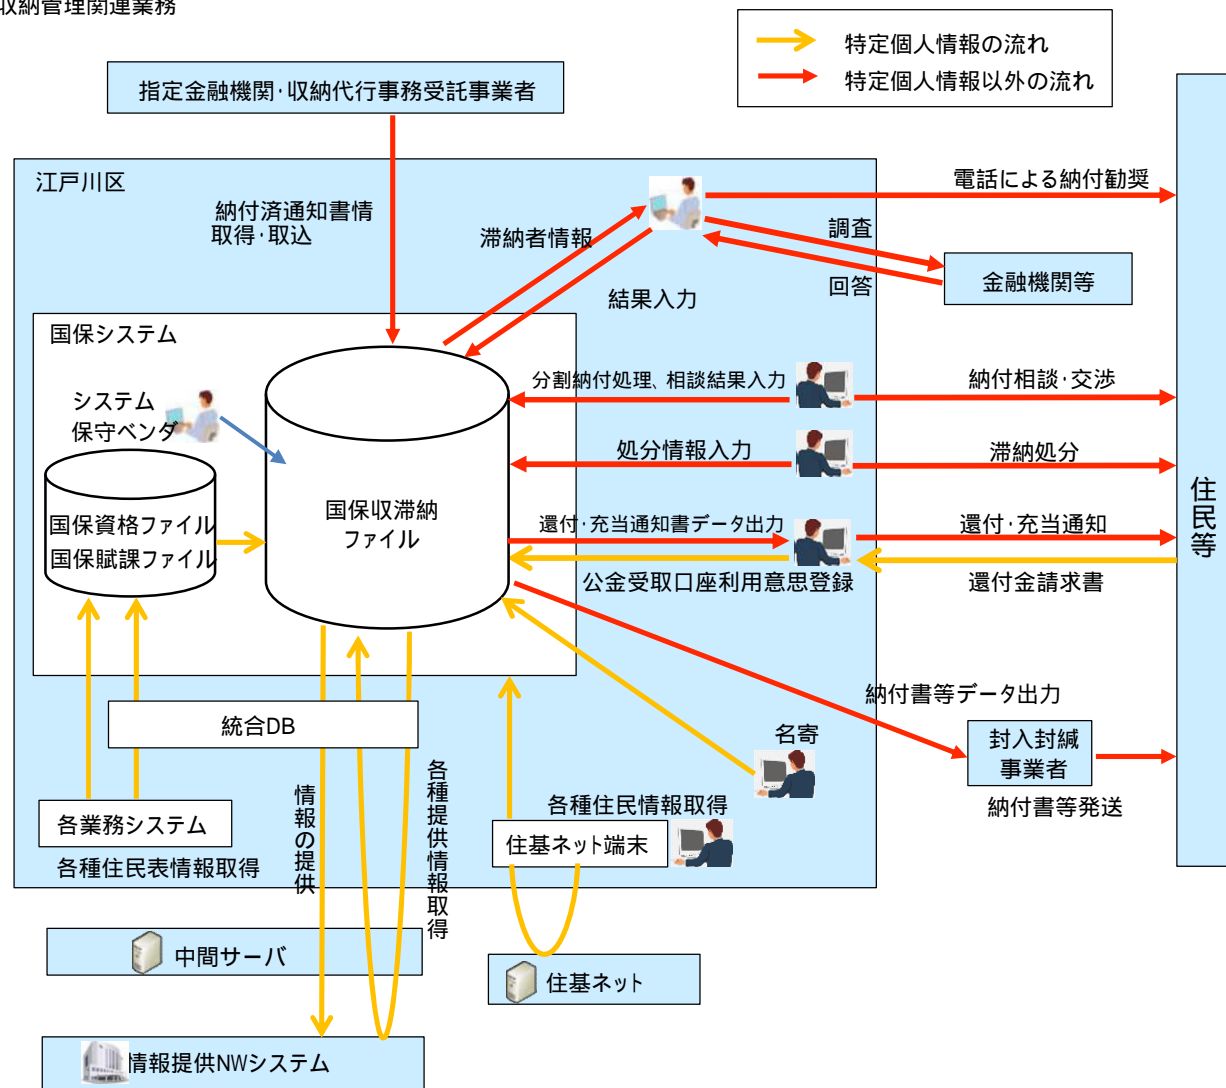 収納管理関連業務
特定個人情報の流れ
特定個人情報以外の流れ
指定金融機関・収納代行事務受託事業者
江戸川区
納付済通知書情
取得・取込
滞納者情報
結果入力
電話による納付勧奨
調査
回答
金融機関等
国保システム
システム
保守ベンダ
国保資格ファイル
国保賦課ファイル
国保収滞納
ファイル
分割納付処理、相談結果入力
納付相談・交渉
処分情報入力
滞納処分
還付・充当通知書データ出力
還付・充当通知
公金受取口座利用意思登録
還付金請求書
住民等
納付書等データ出力
封入封緘
事業者
納付書等発送
名寄
統合DB
各業務システム
各種住民表情報取得
情報の提供
各種提供情報取得
各種住民情報取得
住基ネット端末
中間サーバ
住基ネット
情報提供NWシステム